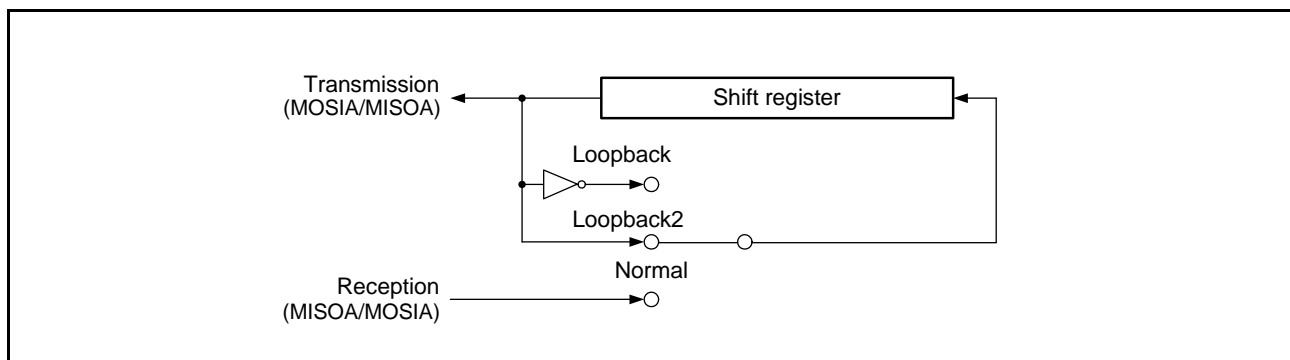 Transmission
(MOSIA/MISOA)
Shift register
Loopback
Loopback2
Normal
Reception
(MISOA/MOSIA)